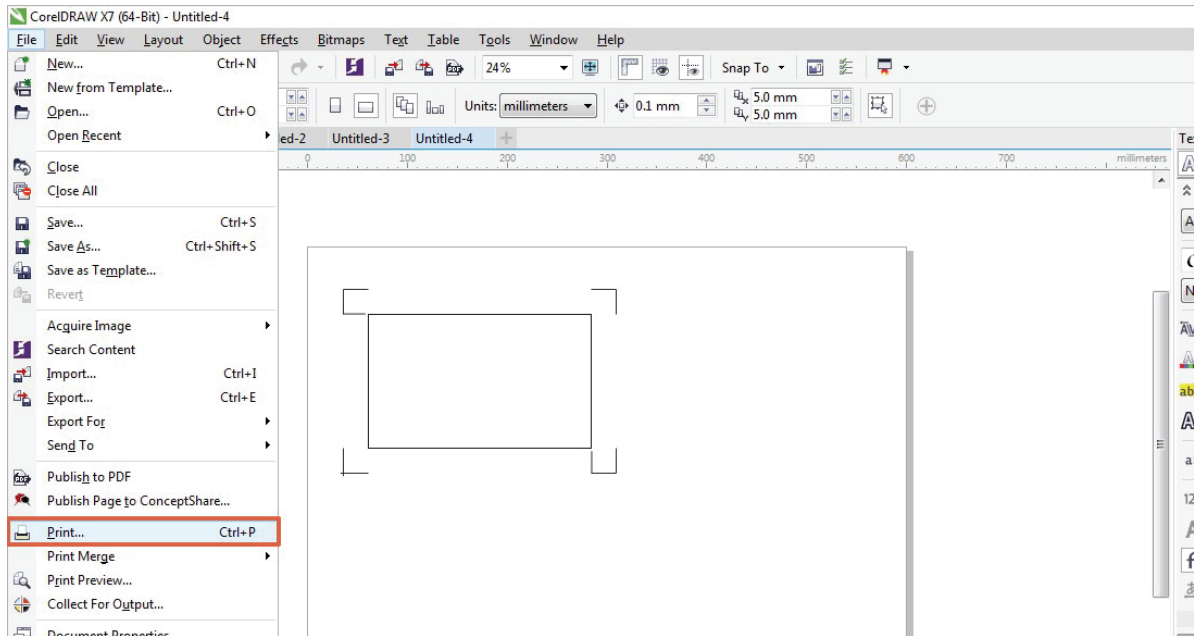 CorelDRAW X7 (64-Bit) - Untitled-4
File Edit View Layout Object Effects Bitmaps Text Table Tools Window Help
New... Ctrl+N
24% Snap To
New from Template...
Open... Ctrl+O
Units: millimeters 0.1 mm
x 5.0 mm
y 5.0 mm
Open Recent
ed-2 Untitled-3 Untitled-4
0 100 200 300 400 500 600 700 millimeters
Close
Close All
Save... Ctrl+S
Save As... Ctrl+Shift+S
Save as Template...
Revert
Acquire Image
Search Content
Import... Ctrl+I
Export... Ctrl+E
Export For
Send To
Publish to PDF
Publish Page to ConceptShare...
Print... Ctrl+P
Print Merge
Print Preview...
Collect For Output...
Document Properties